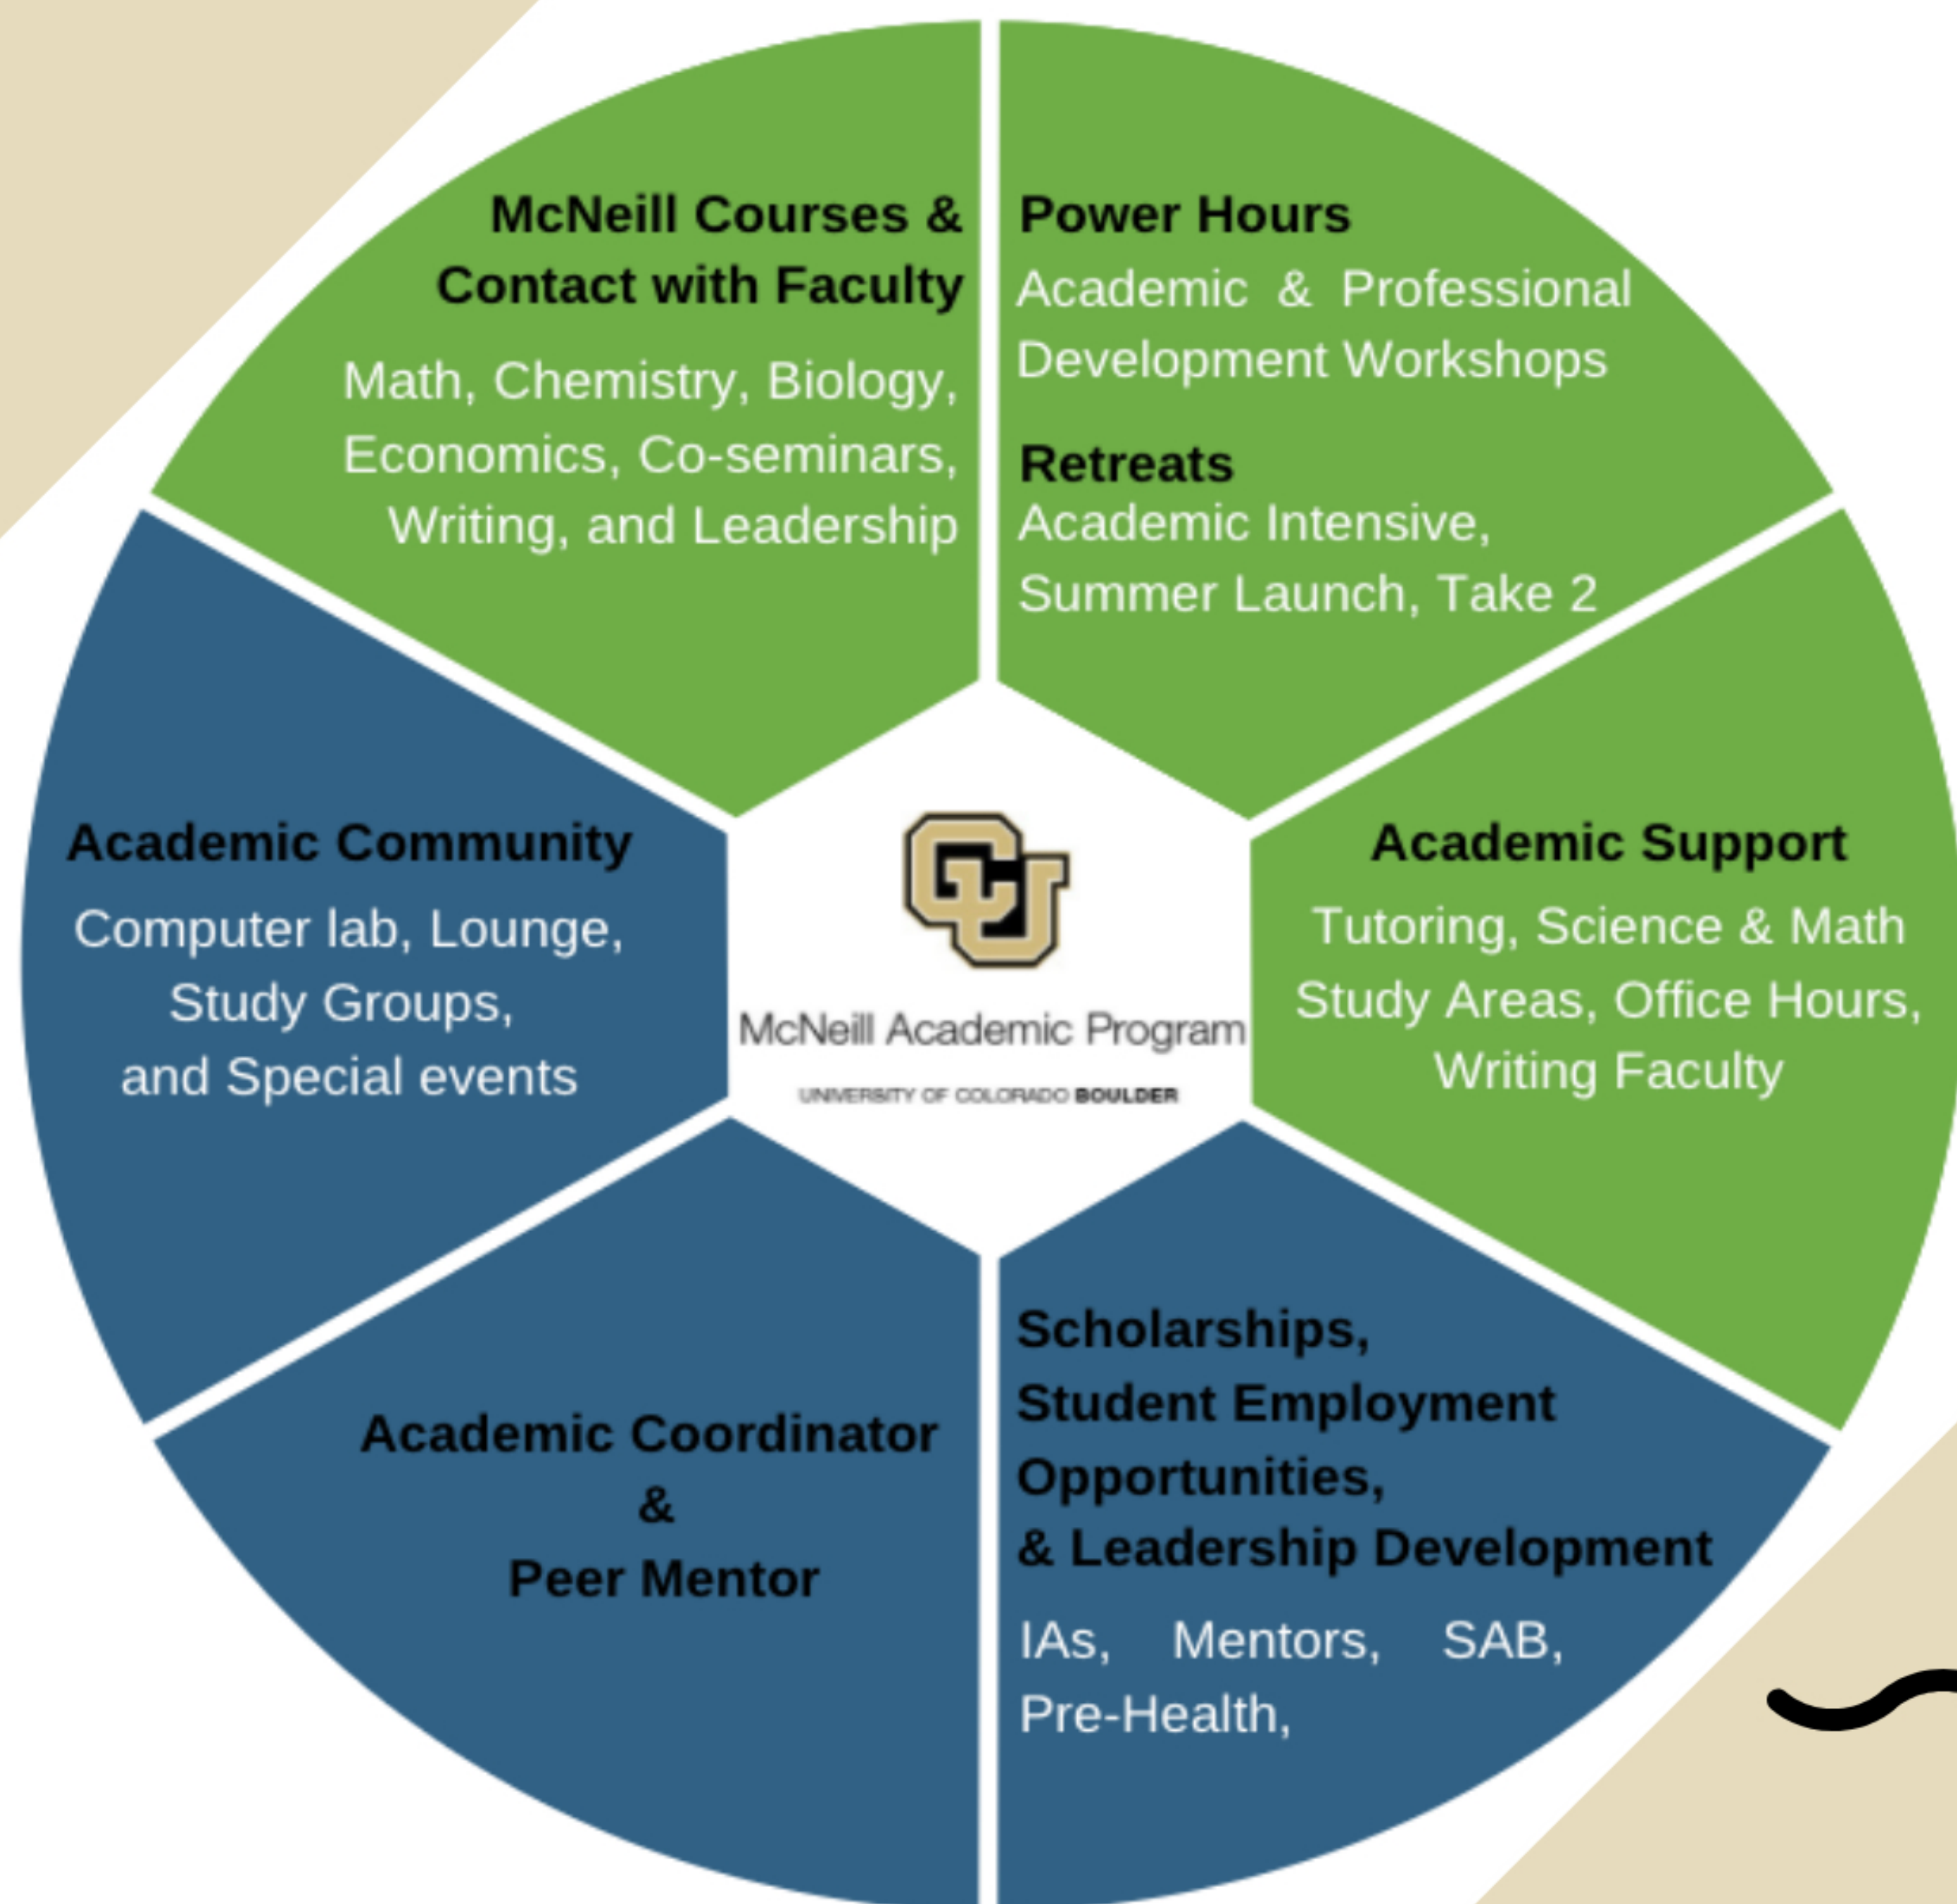 McNeill Courses &
Contact with Faculty
Math, Chemistry, Biology,
Economics, Co-seminars,
Writing, and Leadership
Power Hours
Academic & Professional
Development Workshops
Retreats
Academic Intensive,
Summer Launch, Take 2
Academic Community
Computer lab, Lounge,
Study Groups,
and Special events
CU
McNeill Academic Program
UNIVERSITY OF COLORADO BOULDER
Academic Support
Tutoring, Science & Math
Study Areas, Office Hours,
Writing Faculty
Academic Coordinator
&
Peer Mentor
Scholarships,
Student Employment
Opportunities,
& Leadership Development
IAs, Mentors, SAB,
Pre-Health,